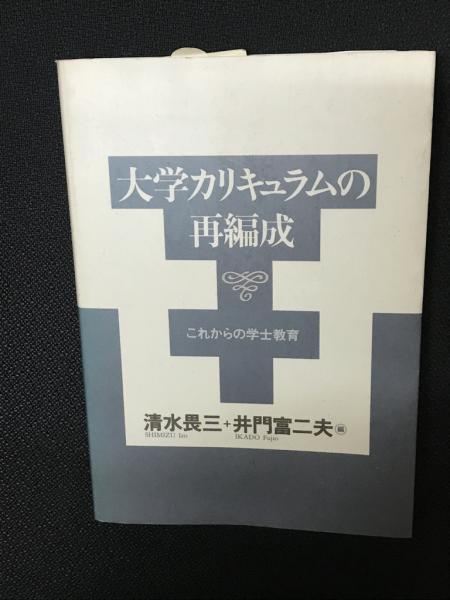 大学カリキュラムの
再編成
これからの学士教育
清水畏三+井門富二夫 編
SHIMIZU Izo IKADO Fujio